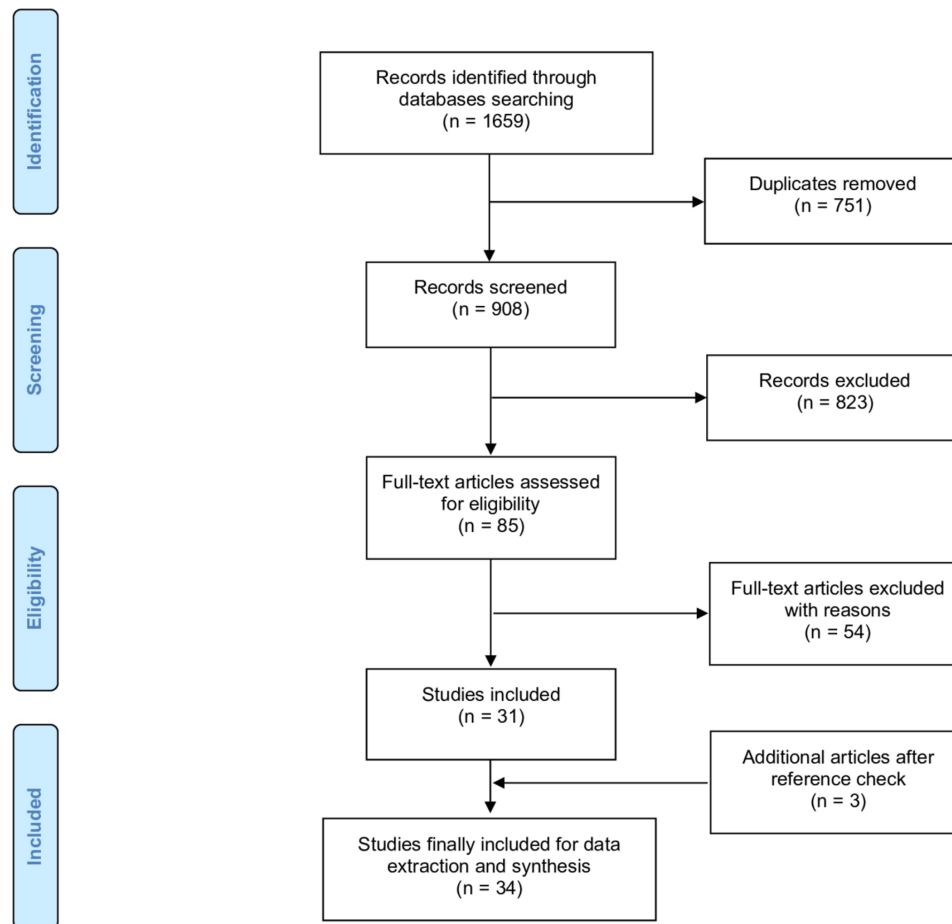 Identification
Records identified through
databases searching
(n = 1659)
Duplicates removed
(n = 751)
Screening
Records screened
(n = 908)
Records excluded
(n = 823)
Eligibility
Full-text articles assessed
for eligibility
(n = 85)
Full-text articles excluded
with reasons
(n = 54)
Studies included
(n = 31)
Included
Additional articles after
reference check
(n = 3)
Studies finally included for data
extraction and synthesis
(n = 34)